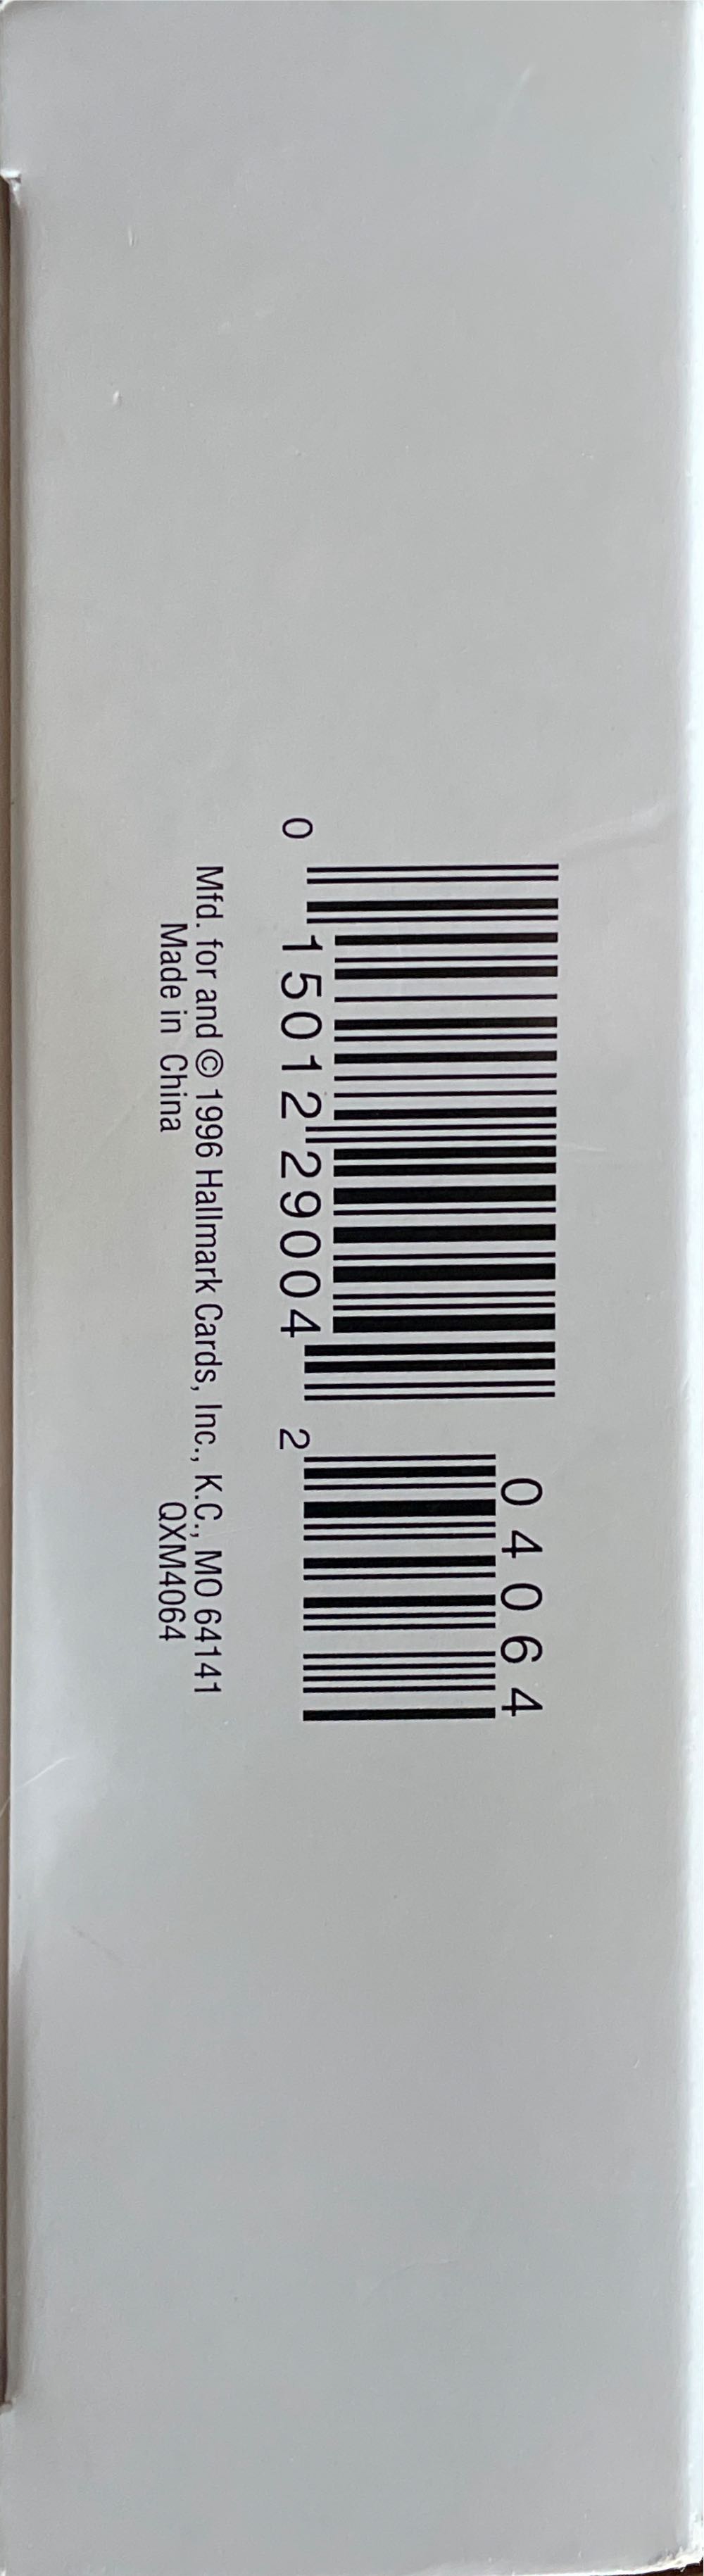 04064
0 15012 29004 2
Mfd. for and © 1996 Hallmark Cards, Inc., K.C., MO 64141
Made in China QXM4064